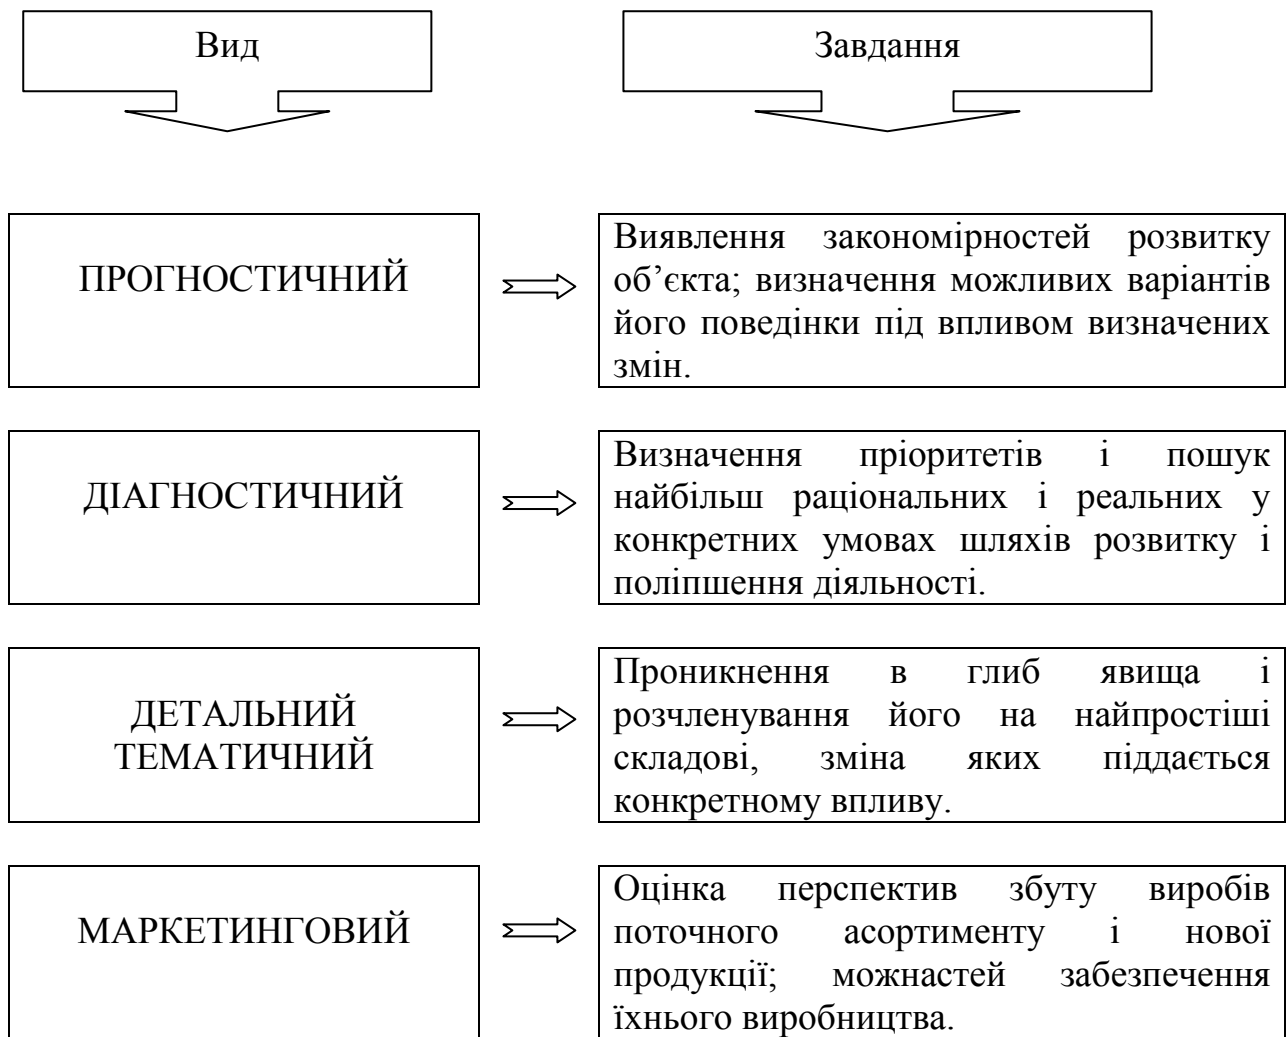 Вид
Завдання
ПРОГНОСТИЧНИЙ
Виявлення закономірностей розвитку
об’єкта; визначення можливих варіантів
його поведінки під впливом визначених
змін.
ДІАГНОСТИЧНИЙ
Визначення пріоритетів і пошук
найбільш раціональних і реальних у
конкретних умовах шляхів розвитку і
поліпшення діяльності.
ДЕТАЛЬНИЙ
ТЕМАТИЧНИЙ
Проникнення в глиб явища і
розчленування його на найпростіші
складові, зміна яких піддається
конкретному впливу.
МАРКЕТИНГОВИЙ
Оцінка перспектив збуту виробів
поточного асортименту і нової
продукції; можнастей забезпечення
їхнього виробництва.